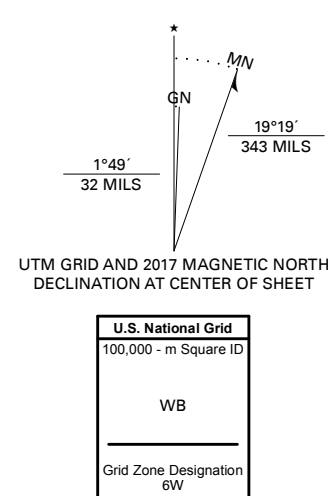 ★
MN
GN
19°19´
343 MILS
1°49´
32 MILS
UTM GRID AND 2017 MAGNETIC NORTH
DECLINATION AT CENTER OF SHEET
U.S. National Grid
100,000 - m Square ID
WB
Grid Zone Designation
6W